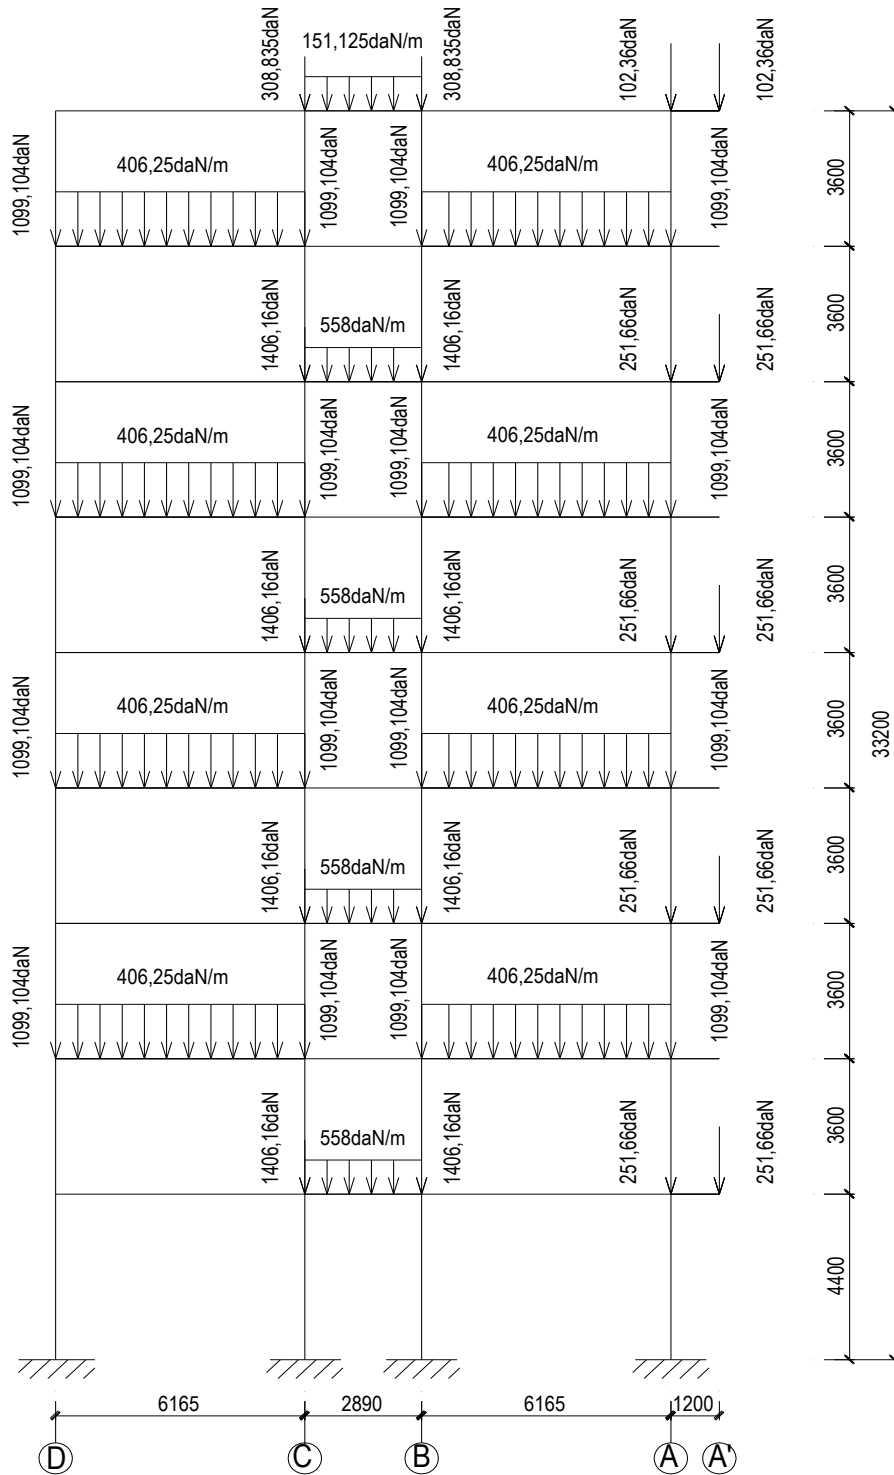 308,835daN
151,125daN/m
308,835daN
102,36daN
102,36daN
1099,104daN
406,25daN/m
1099,104daN
1099,104daN
406,25daN/m
1099,104daN
3600
1406,16daN
558daN/m
1406,16daN
251,66daN
251,66daN
3600
1099,104daN
406,25daN/m
1099,104daN
1099,104daN
406,25daN/m
1099,104daN
3600
1406,16daN
558daN/m
1406,16daN
251,66daN
251,66daN
3600
1099,104daN
406,25daN/m
1099,104daN
1099,104daN
406,25daN/m
1099,104daN
3600
33200
1406,16daN
558daN/m
1406,16daN
251,66daN
251,66daN
3600
1099,104daN
406,25daN/m
1099,104daN
1099,104daN
406,25daN/m
1099,104daN
3600
1406,16daN
558daN/m
1406,16daN
251,66daN
251,66daN
3600
4400
6165
2890
6165
1200
D
C
B
A
A'